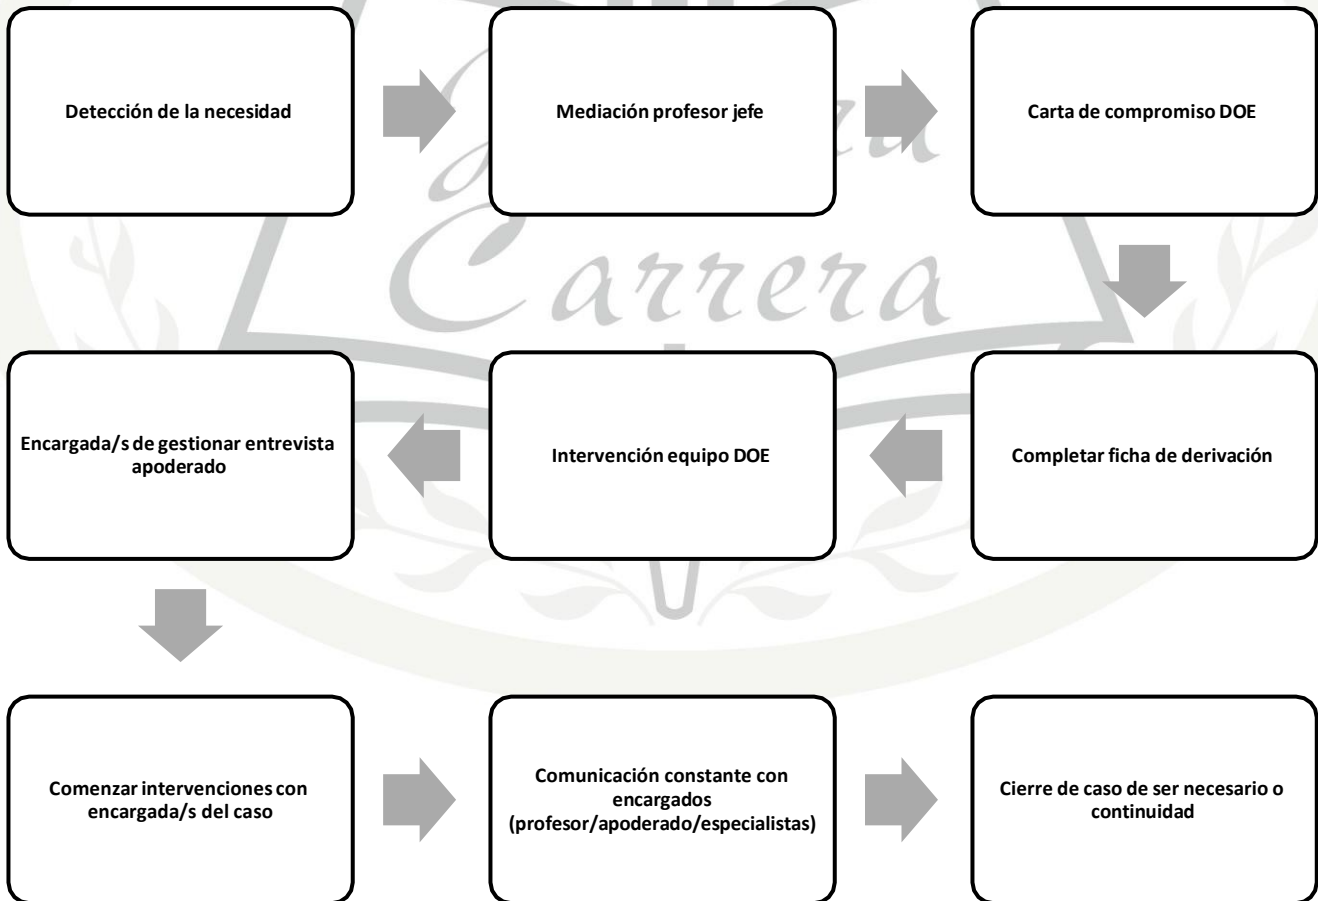 Detección de la necesidad
Mediación profesor jefe
Carta de compromiso DOE
Carrera
Completar ficha de derivación
Intervención equipo DOE
Encargada/s de gestionar entrevista
apoderado
Comenzar intervenciones con
encargada/s del caso
Comunicación constante con
encargados
(profesor/apoderado/especialistas)
Cierre de caso de ser necesario o
continuidad